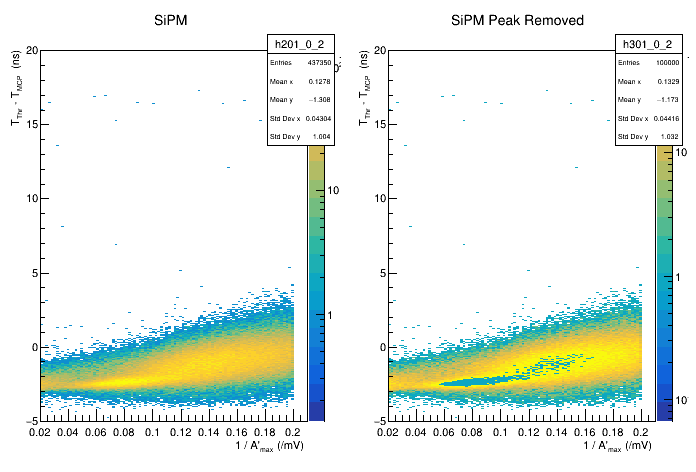 SiPM
h201_0_2
Entries 437350
Mean x 0.1278
Mean y −1.308
Std Dev x 0.04304
Std Dev y 1.004
T_Thr - T_MCP (ns)
20
15
10
5
0
−5
0.02 0.04 0.06 0.08 0.1 0.12 0.14 0.16 0.18 0.2
1 / A'_max (/mV)
10
1
SiPM Peak Removed
h301_0_2
Entries 100000
Mean x 0.1329
Mean y −1.173
Std Dev x 0.04416
Std Dev y 1.032
T_Thr - T_MCP (ns)
20
15
10
5
0
−5
0.02 0.04 0.06 0.08 0.1 0.12 0.14 0.16 0.18 0.2
1 / A'_max (/mV)
10
1
10